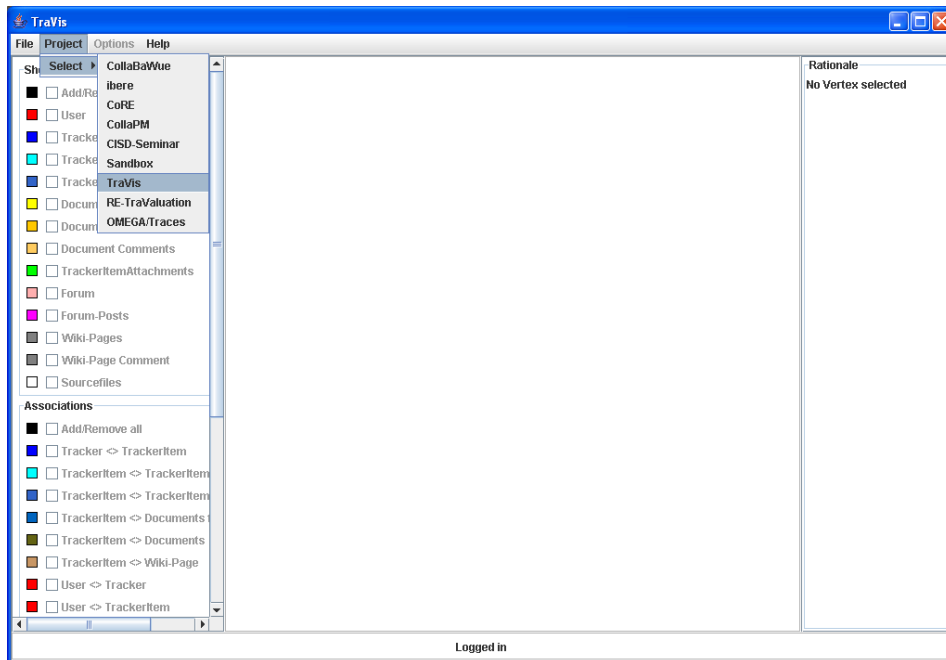 TraVis
File Project Options Help
Select
CollaBaWue
ibere
CoRE
CollaPM
CISD-Seminar
Sandbox
TraVis
RE-TraValuation
OMEGA/Traces
Sh
Add/Re
User
Tracke
Tracke
Tracke
Docum
Docum
Document Comments
TrackerItemAttachments
Forum
Forum-Posts
Wiki-Pages
Wiki-Page Comment
Sourcefiles
Associations
Add/Remove all
Tracker <> TrackerItem
TrackerItem <> TrackerItem
TrackerItem <> TrackerItem
TrackerItem <> Documents
TrackerItem <> Documents
TrackerItem <> Wiki-Page
User <> Tracker
User <> TrackerItem
Rationale
No Vertex selected
Logged in